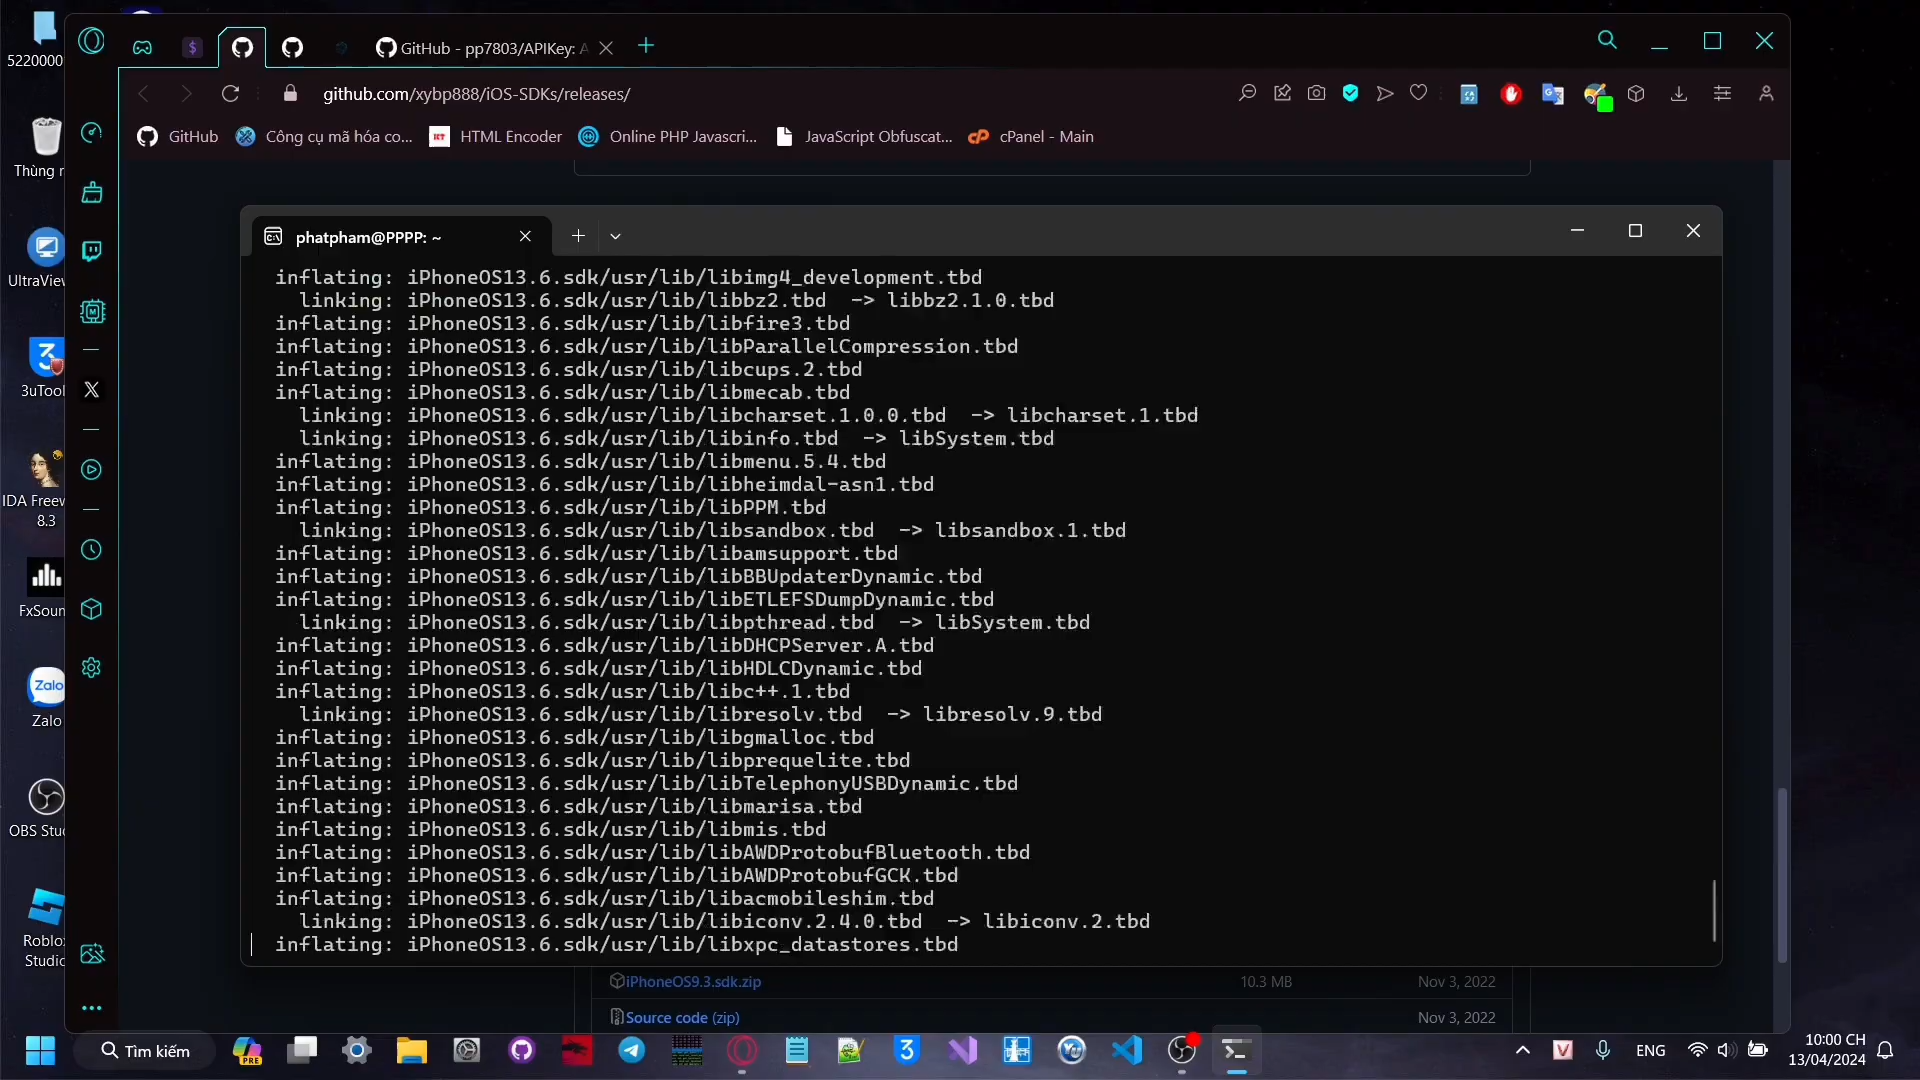 5220000
Thùng r
UltraView
3uTool
IDA Freew
8.3
FxSoun
Zalo
Zalo
OBS Stud
Roblox
Studio
GitHub - pp7803/APIKey: A
github.com/xybp888/iOS-SDKs/releases/
GitHub
Công cụ mã hóa co...
HTML Encoder
Online PHP Javascri...
JavaScript Obfuscat...
cPanel - Main
phatpham@PPPP: ~
inflating: iPhoneOS13.6.sdk/usr/lib/libimg4_development.tbd
linking: iPhoneOS13.6.sdk/usr/lib/libbz2.tbd -> libbz2.1.0.tbd
inflating: iPhoneOS13.6.sdk/usr/lib/libfire3.tbd
inflating: iPhoneOS13.6.sdk/usr/lib/libParallelCompression.tbd
inflating: iPhoneOS13.6.sdk/usr/lib/libcups.2.tbd
inflating: iPhoneOS13.6.sdk/usr/lib/libmecab.tbd
linking: iPhoneOS13.6.sdk/usr/lib/libcharset.1.0.0.tbd -> libcharset.1.tbd
linking: iPhoneOS13.6.sdk/usr/lib/libinfo.tbd -> libSystem.tbd
inflating: iPhoneOS13.6.sdk/usr/lib/libmenu.5.4.tbd
inflating: iPhoneOS13.6.sdk/usr/lib/libheimdal-asn1.tbd
inflating: iPhoneOS13.6.sdk/usr/lib/libPPM.tbd
linking: iPhoneOS13.6.sdk/usr/lib/libsandbox.tbd -> libsandbox.1.tbd
inflating: iPhoneOS13.6.sdk/usr/lib/libamsupport.tbd
inflating: iPhoneOS13.6.sdk/usr/lib/libBBUpdaterDynamic.tbd
inflating: iPhoneOS13.6.sdk/usr/lib/libETLEFSDumpDynamic.tbd
linking: iPhoneOS13.6.sdk/usr/lib/libpthread.tbd -> libSystem.tbd
inflating: iPhoneOS13.6.sdk/usr/lib/libDHCPServer.A.tbd
inflating: iPhoneOS13.6.sdk/usr/lib/libHDLCDynamic.tbd
inflating: iPhoneOS13.6.sdk/usr/lib/libc++.1.tbd
linking: iPhoneOS13.6.sdk/usr/lib/libresolv.tbd -> libresolv.9.tbd
inflating: iPhoneOS13.6.sdk/usr/lib/libgmalloc.tbd
inflating: iPhoneOS13.6.sdk/usr/lib/libprequelite.tbd
inflating: iPhoneOS13.6.sdk/usr/lib/libTelephonyUSBDynamic.tbd
inflating: iPhoneOS13.6.sdk/usr/lib/libmarisa.tbd
inflating: iPhoneOS13.6.sdk/usr/lib/libmis.tbd
inflating: iPhoneOS13.6.sdk/usr/lib/libAWDProtobufBluetooth.tbd
inflating: iPhoneOS13.6.sdk/usr/lib/libAWDProtobufGCK.tbd
inflating: iPhoneOS13.6.sdk/usr/lib/libacmobileshim.tbd
linking: iPhoneOS13.6.sdk/usr/lib/libiconv.2.4.0.tbd -> libiconv.2.tbd
inflating: iPhoneOS13.6.sdk/usr/lib/libxpc_datastores.tbd
iPhoneOS9.3.sdk.zip 10.3 MB Nov 3, 2022
Source code (zip) Nov 3, 2022
Tìm kiếm
PRE
ENG
10:00 CH
13/04/2024